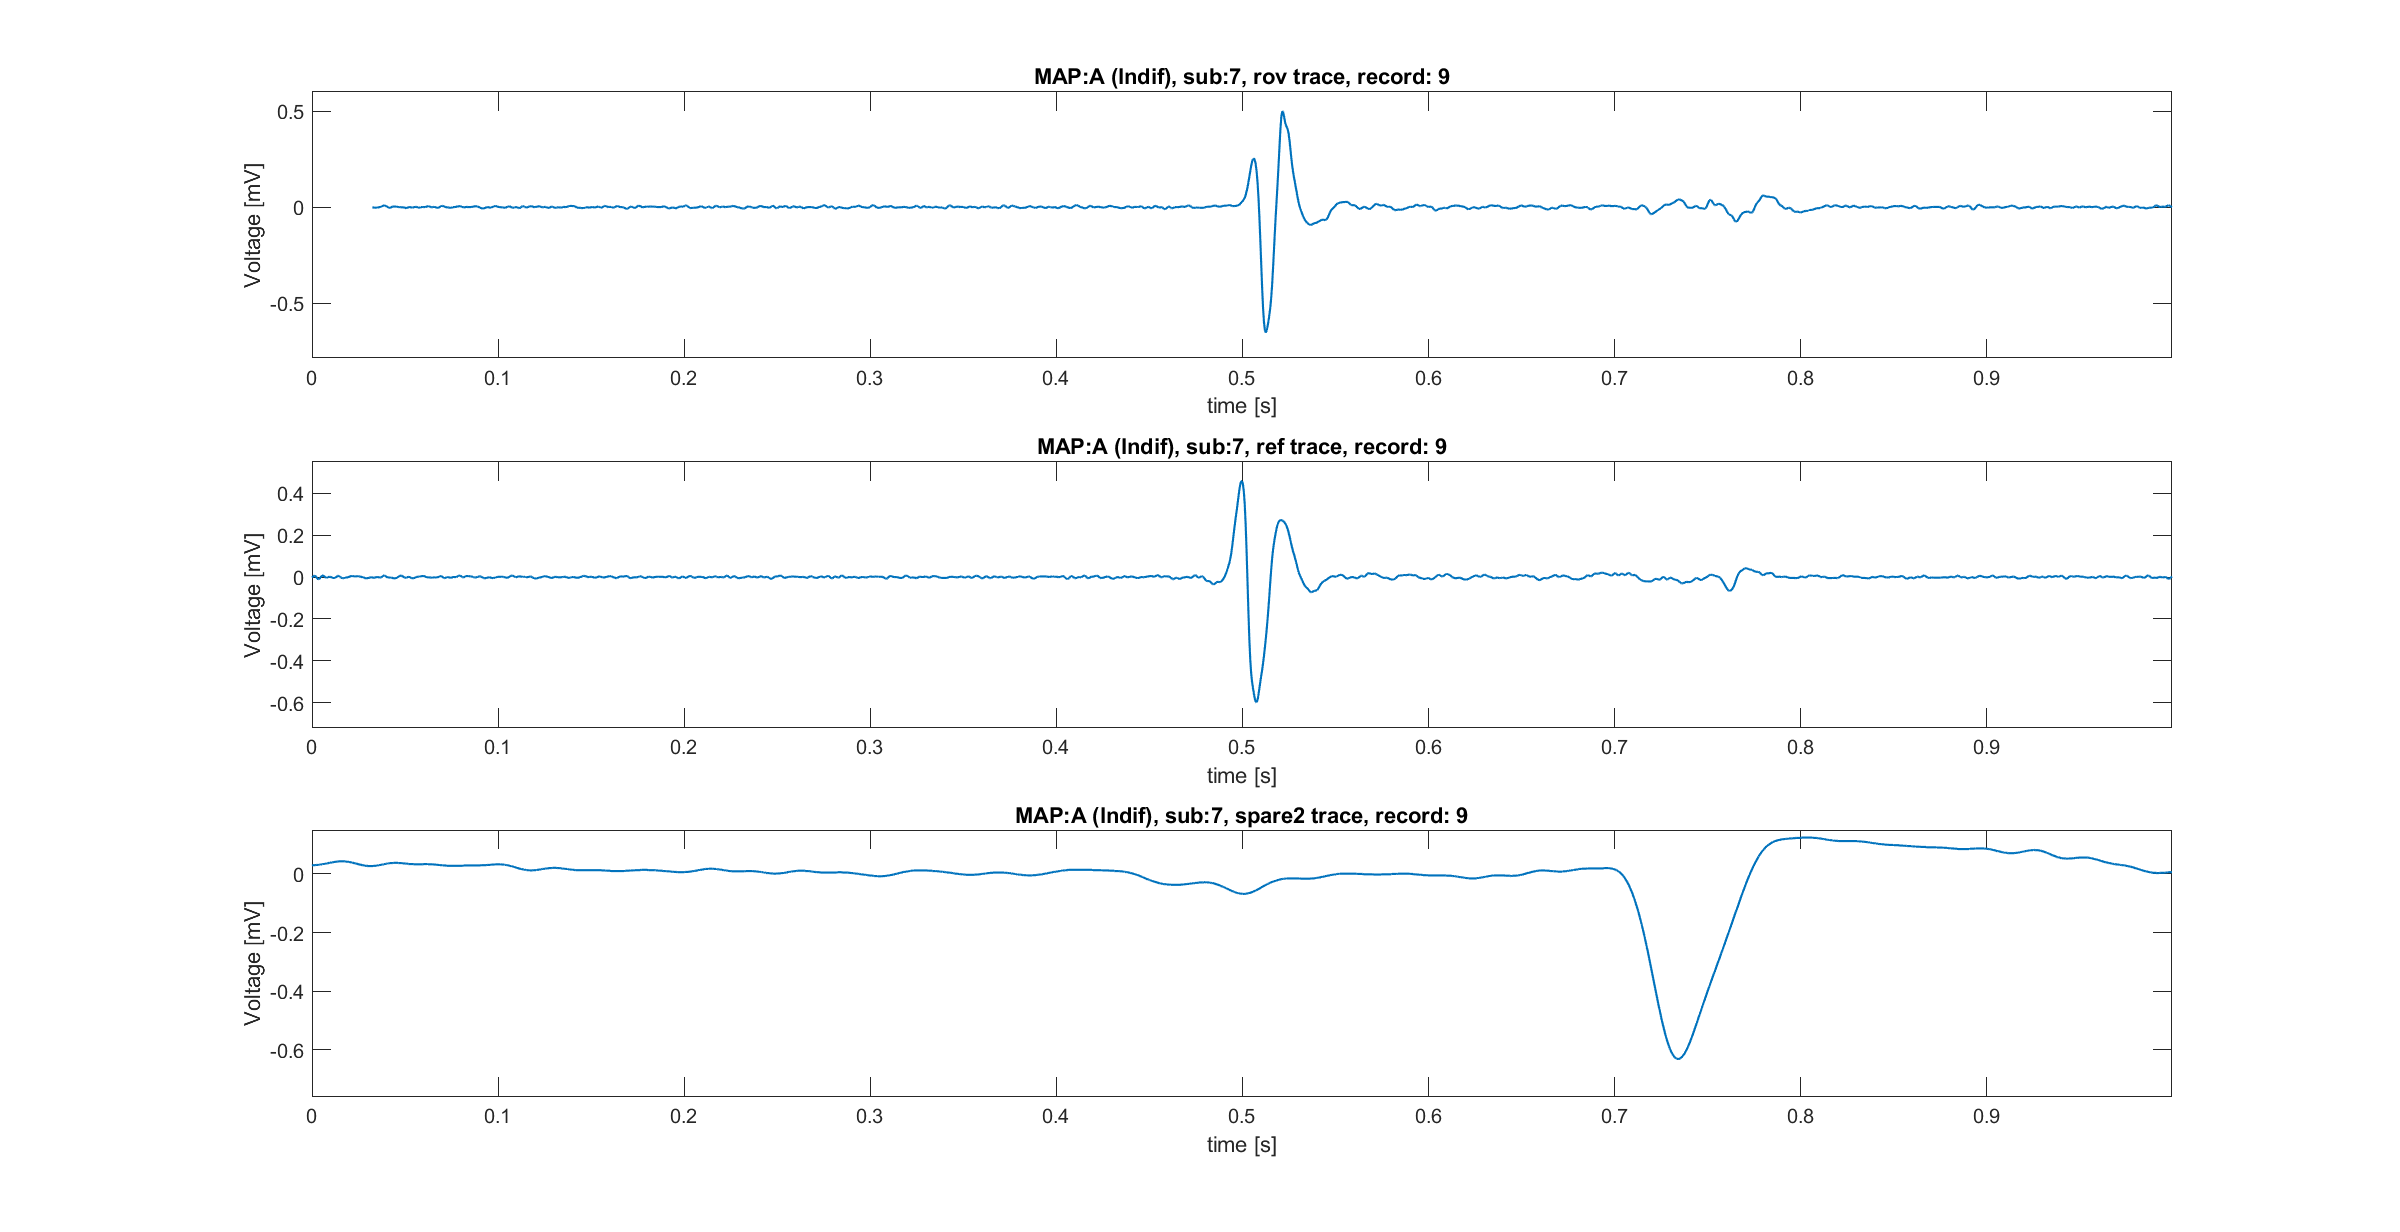 MAP:A (Indif), sub:7, rov trace, record: 9
Voltage [mV]
0.5
0
-0.5
0 0.1 0.2 0.3 0.4 0.5 0.6 0.7 0.8 0.9
time [s]
MAP:A (Indif), sub:7, ref trace, record: 9
Voltage [mV]
0.4
0.2
0
-0.2
-0.4
-0.6
0 0.1 0.2 0.3 0.4 0.5 0.6 0.7 0.8 0.9
time [s]
MAP:A (Indif), sub:7, spare2 trace, record: 9
Voltage [mV]
0
-0.2
-0.4
-0.6
0 0.1 0.2 0.3 0.4 0.5 0.6 0.7 0.8 0.9
time [s]